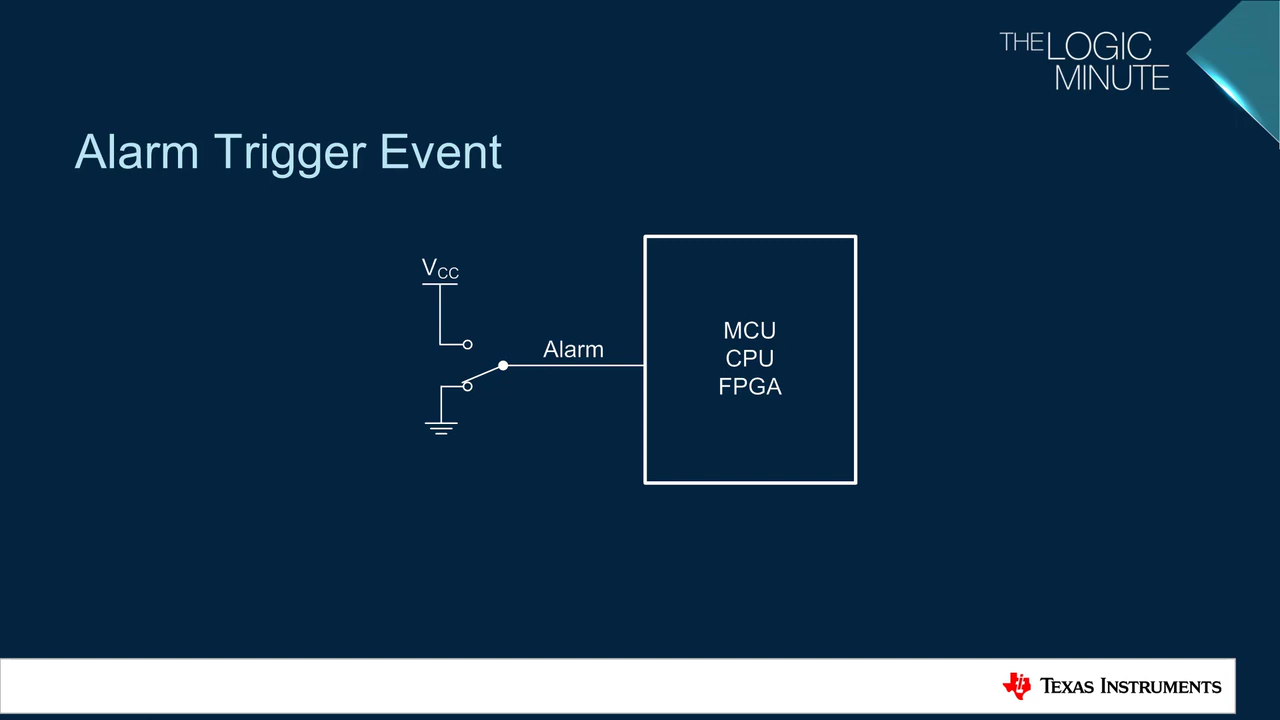 THE LOGIC
MINUTE
Alarm Trigger Event
VCC
Alarm
MCU
CPU
FPGA
TEXAS INSTRUMENTS